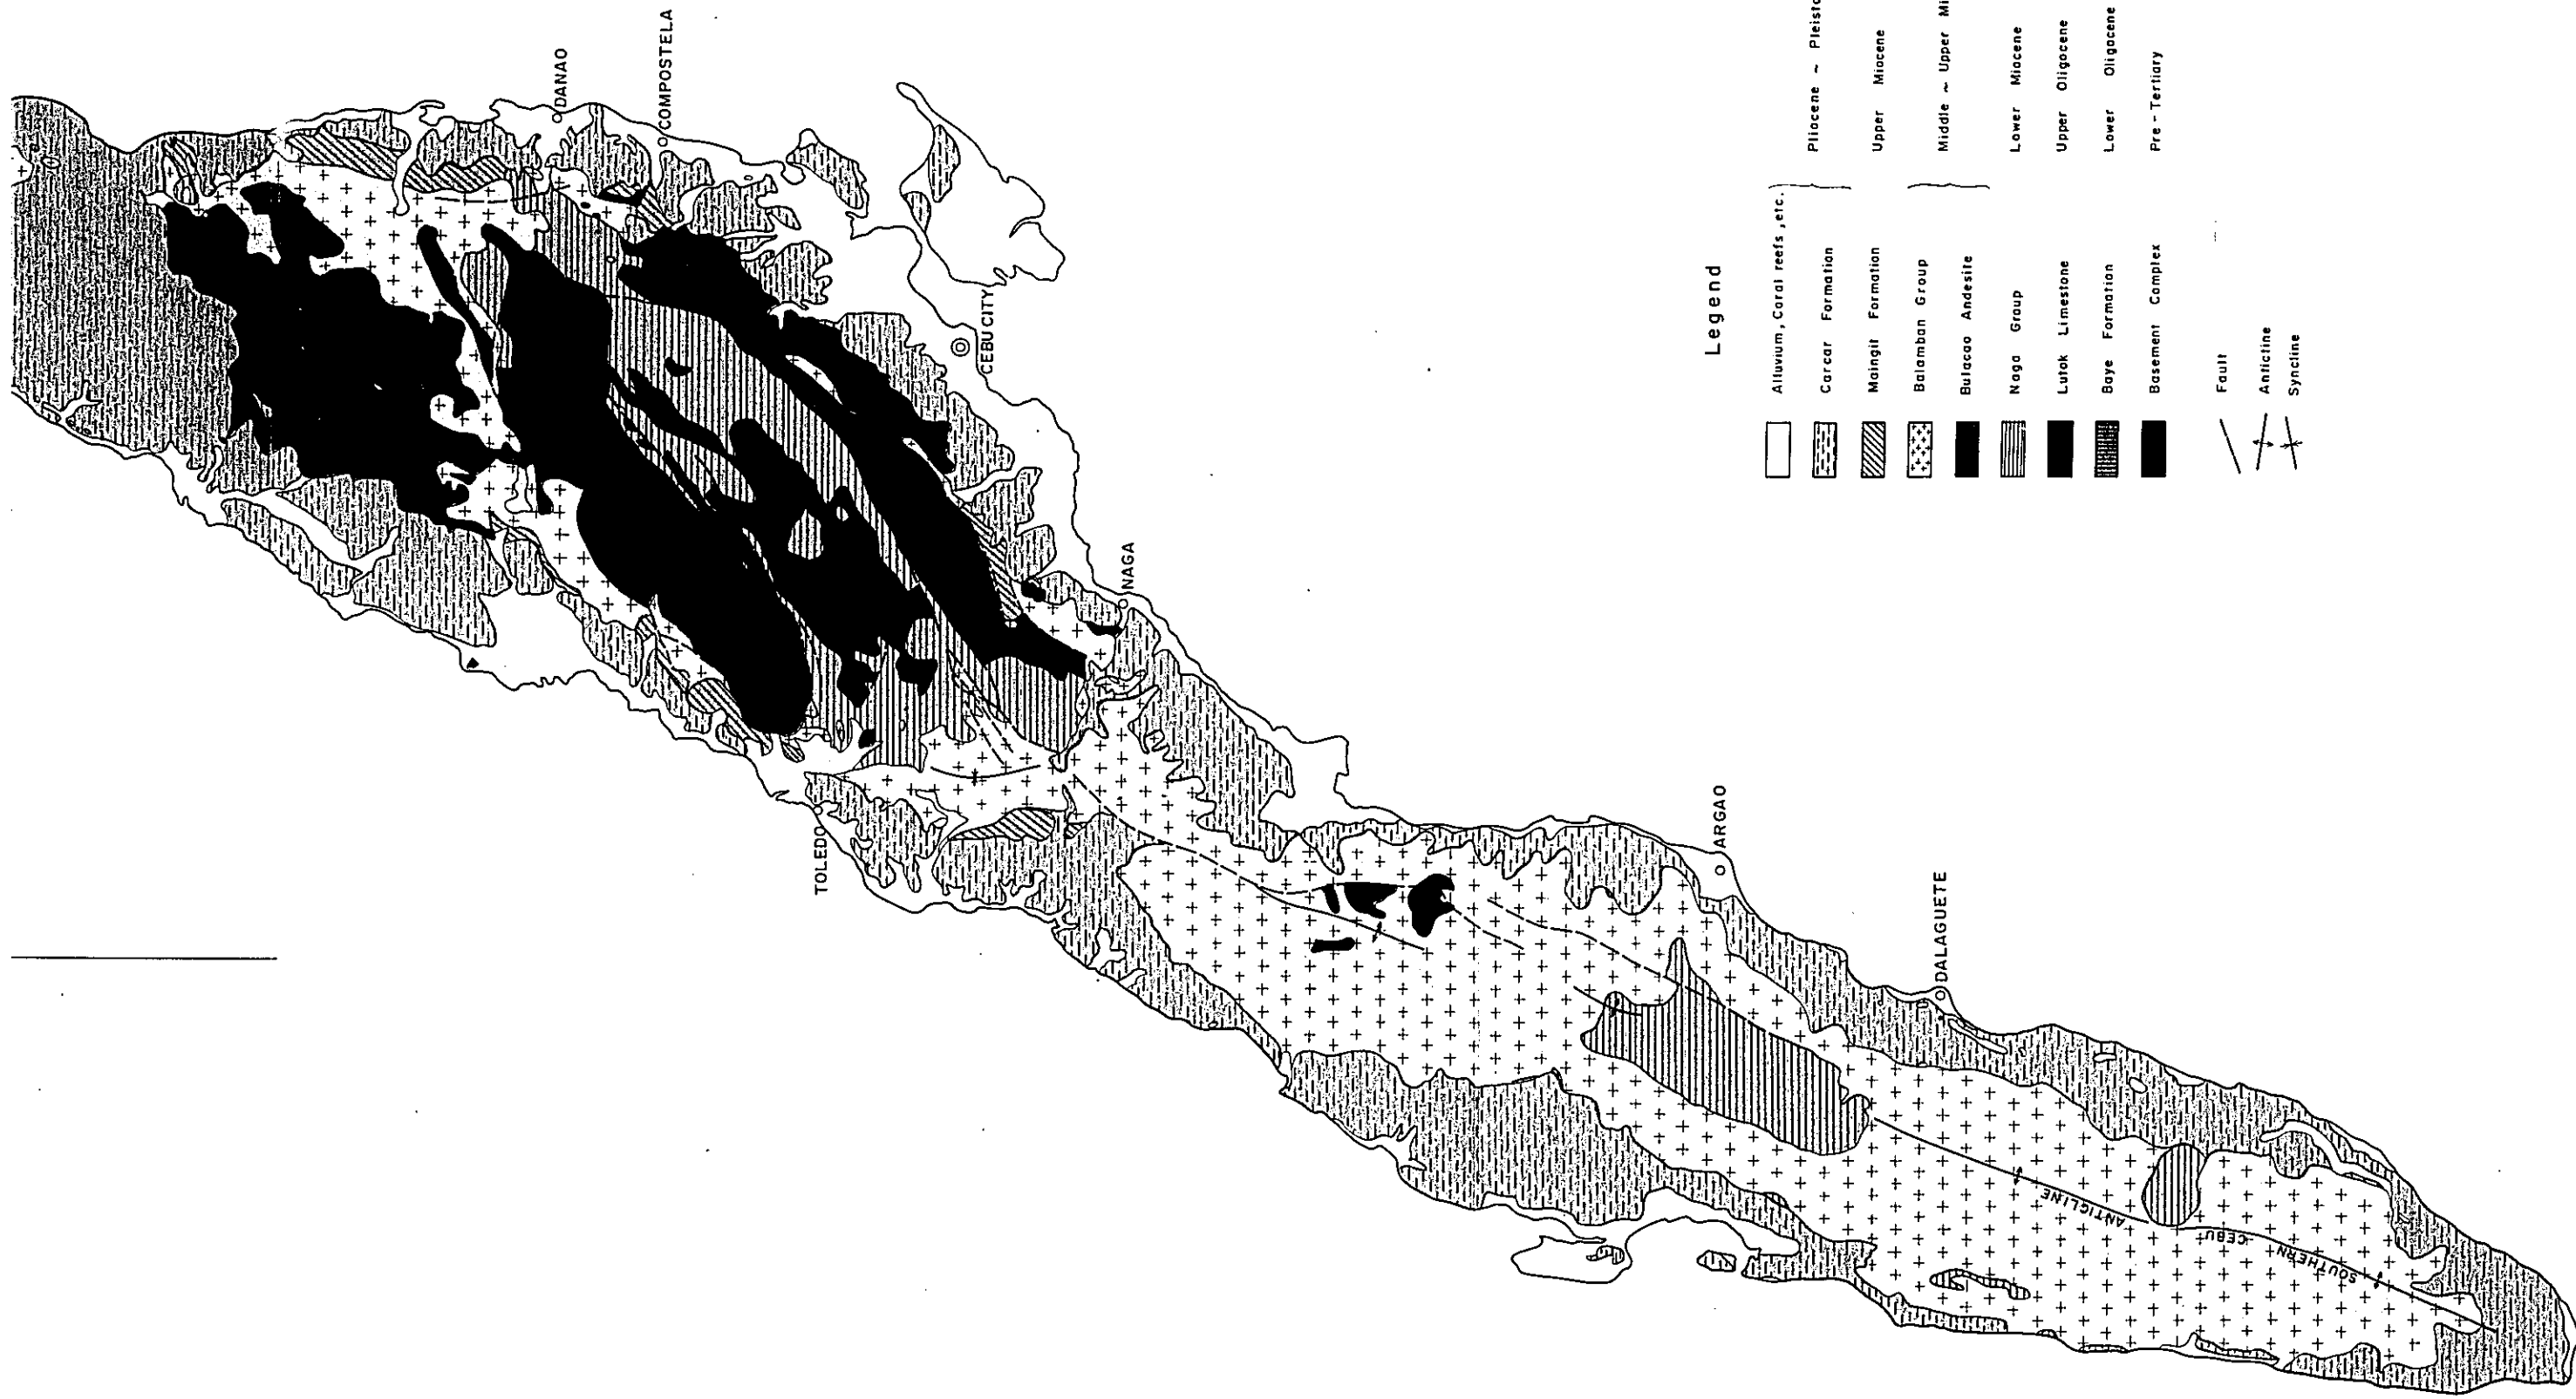 DANAO
COMPOSTELA
CEBU CITY
NAGA
TOLEDO
ARGAO
DALAGUETE
SOUTHERN CEBU ANTICLINE
Legend
Alluvium, Coral reefs, etc.
Carcar Formation
Pliocene ~
Maingit Formation
Upper Miocene
Balamban Group
Middle ~ Upper
Bulacao Andesite
Naga Group
Lower Miocene
Lutok Limestone
Upper Oligocene
Baye Formation
Lower Oligocene
Basement Complex
Pre-Tertiary
Fault
Anticline
Syncline